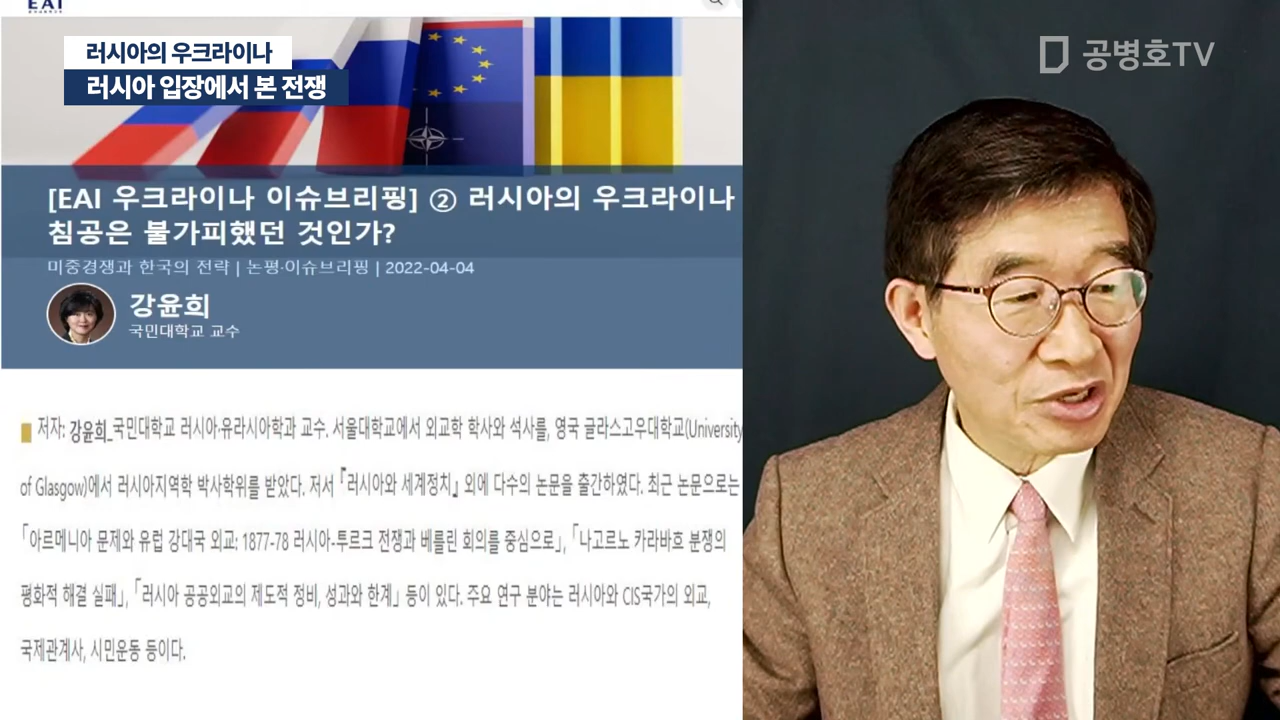 EAI
러시아의 우크라이나
러시아 입장에서 본 전쟁
공병호TV
[EAI 우크라이나 이슈브리핑] ② 러시아의 우크라이나
침공은 불가피했던 것인가?
미중경쟁과 한국의 전략 | 논평·이슈브리핑 | 2022-04-04
강윤희
국민대학교 교수
저자: 강윤희_국민대학교 러시아·유라시아학과 교수. 서울대학교에서 외교학 학사와 석사를, 영국 글라스고우대학교(University
of Glasgow)에서 러시아지역학 박사학위를 받았다. 저서 『러시아와 세계정치』 외에 다수의 논문을 출간하였다. 최근 논문으로는
「아르메니아 문제와 유럽 강대국 외교: 1877-78 러시아-투르크 전쟁과 베를린 회의를 중심으로」, 「나고르노 카라바흐 분쟁의
평화적 해결 실패」, 「러시아 공공외교의 제도적 정비, 성과와 한계」 등이 있다. 주요 연구 분야는 러시아와 CIS국가의 외교,
국제관계사, 시민운동 등이다.